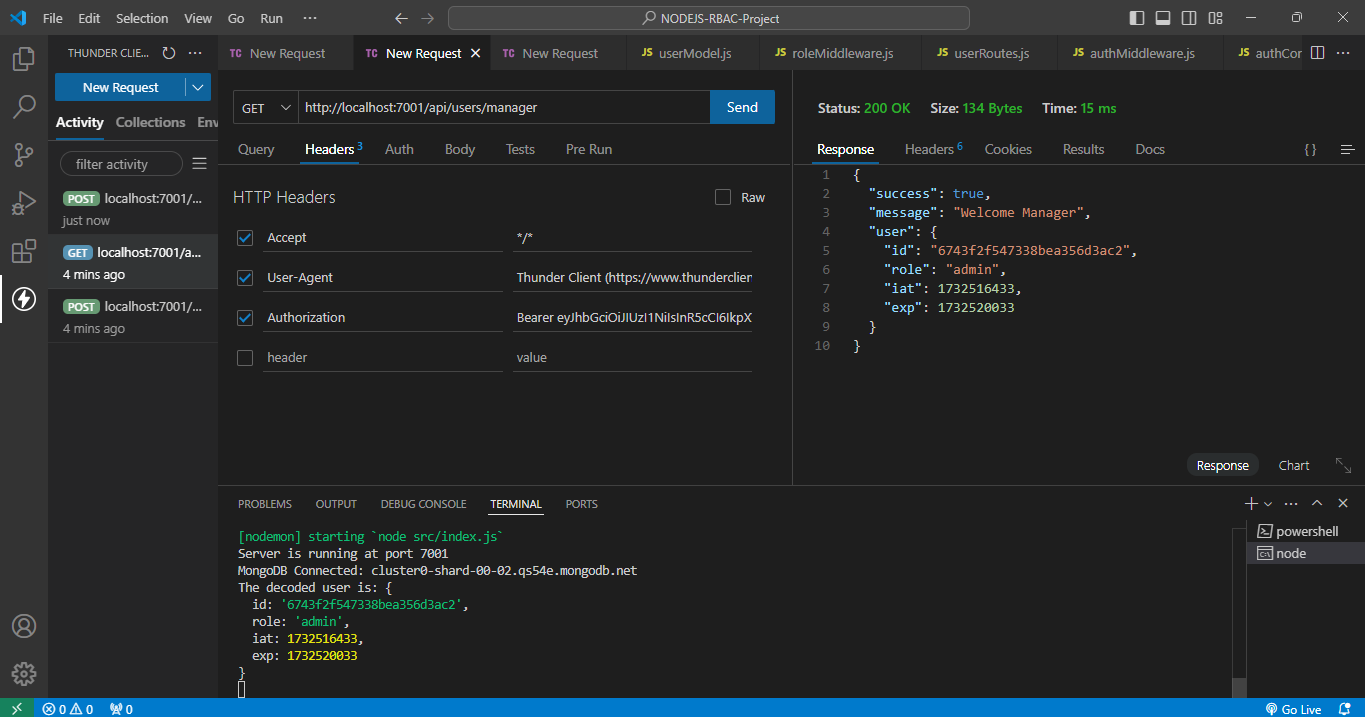 File Edit Selection View Go Run ··· NODEJS-RBAC-Project
THUNDER CLIE... ···
New Request
Activity Collections Env
filter activity
POST localhost:7001/...
just now
GET localhost:7001/a...
4 mins ago
POST localhost:7001/...
4 mins ago
TC New Request TC New Request TC New Request JS userModel.js JS roleMiddleware.js JS userRoutes.js JS authMiddleware.js JS authCor ···
GET http://localhost:7001/api/users/manager Send
Query Headers 3 Auth Body Tests Pre Run
HTTP Headers Raw
Accept */*
User-Agent Thunder Client (https://www.thunderclien
Authorization Bearer eyJhbGciOiJIUzI1NiIsInR5cCI6IkpX
header value
Status: 200 OK Size: 134 Bytes Time: 15 ms
Response Headers 6 Cookies Results Docs { }
1 {
2 "success": true,
3 "message": "Welcome Manager",
4 "user": {
5 "id": "6743f2f547338bea356d3ac2",
6 "role": "admin",
7 "iat": 1732516433,
8 "exp": 1732520033
9 }
10 }
Response Chart
PROBLEMS OUTPUT DEBUG CONSOLE TERMINAL PORTS ···
[nodemon] starting `node src/index.js`
Server is running at port 7001
MongoDB Connected: cluster0-shard-00-02.qs54e.mongodb.net
The decoded user is: {
id: '6743f2f547338bea356d3ac2',
role: 'admin',
iat: 1732516433,
exp: 1732520033
}
powershell
node
0 0 0 Go Live